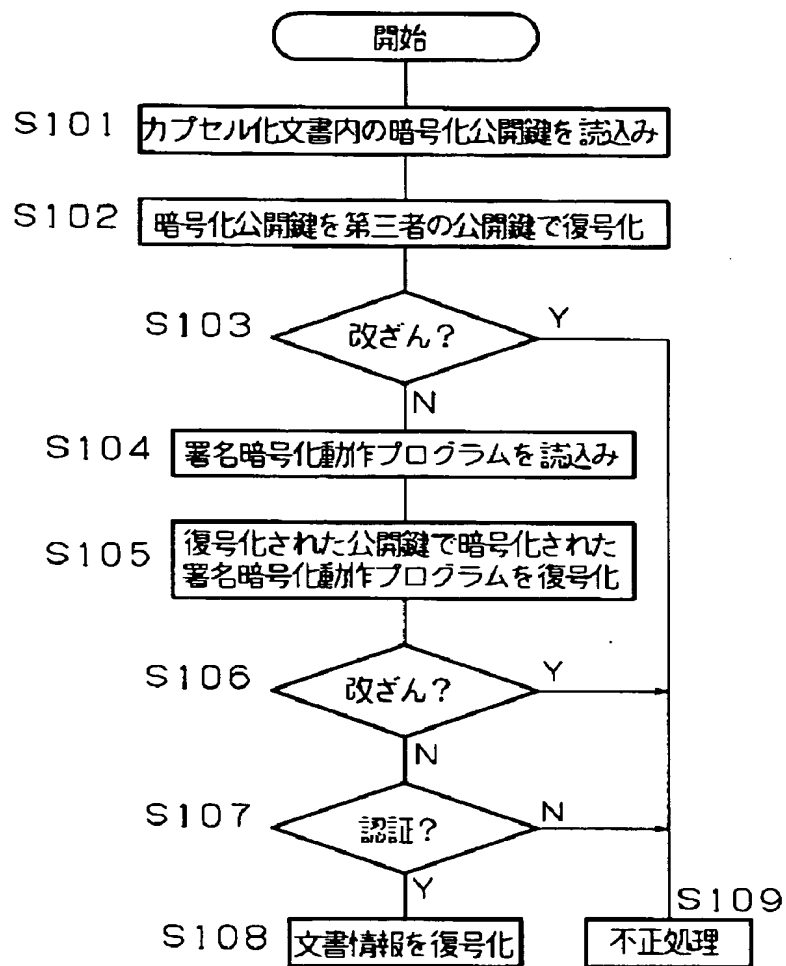 開始
S101 カプセル化文書内の暗号化公開鍵を読込み
S102 暗号化公開鍵を第三者の公開鍵で復号化
S103 改ざん? Y
N
S104 署名暗号化動作プログラムを読込み
S105 復号化された公開鍵で暗号化された
署名暗号化動作プログラムを復号化
S106 改ざん? Y
N
S107 認証? N
Y
S108 文書情報を復号化
S109
不正処理